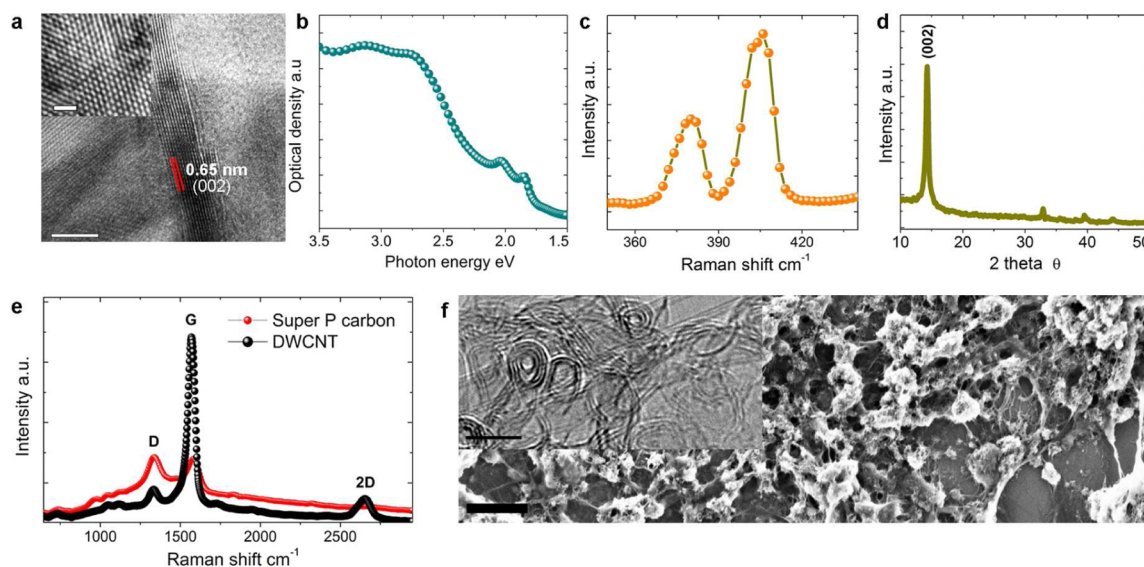 a
0.65 nm
(002)
b
Optical density a.u
3.5 3.0 2.5 2.0 1.5
Photon energy eV
c
Intensity a.u.
360 390 420
Raman shift cm⁻¹
d
Intensity a.u.
(002)
10 20 30 40 50
2 theta θ
e
Intensity a.u.
D
G
2D
Super P carbon
DWCNT
1000 1500 2000 2500
Raman shift cm⁻¹
f